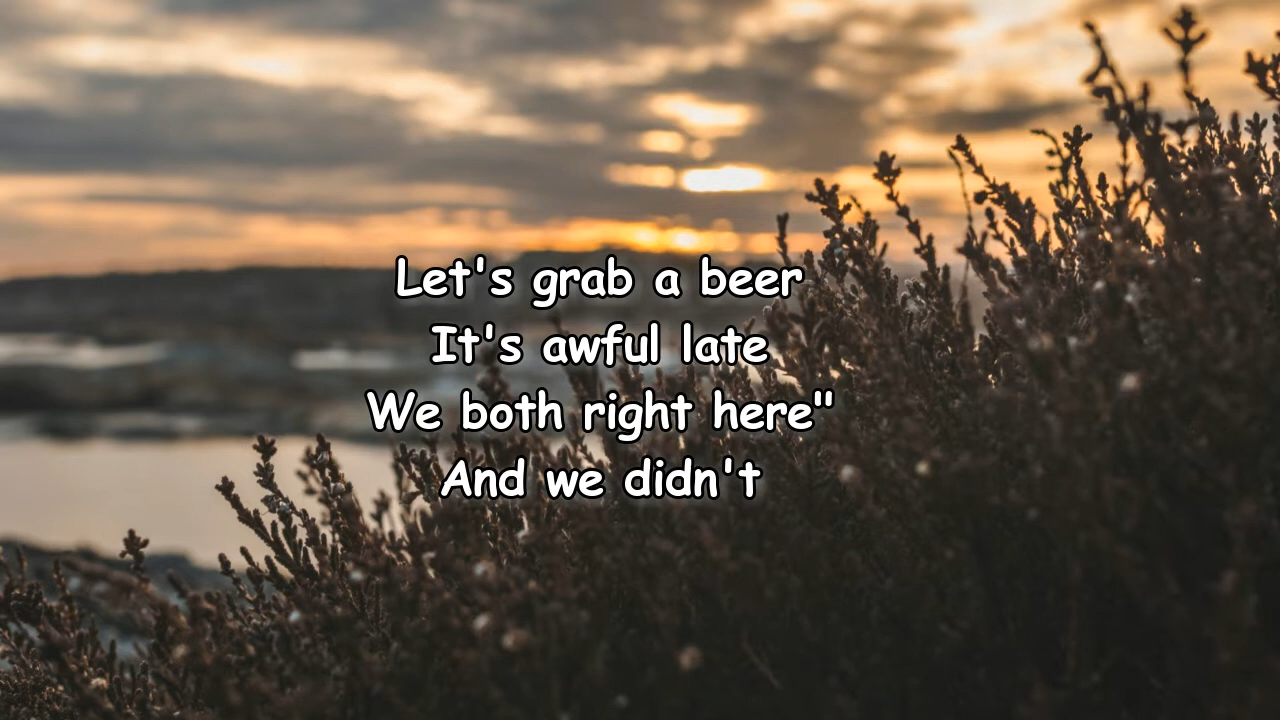 Let's grab a beer
It's awful late
We both right here"
And we didn't